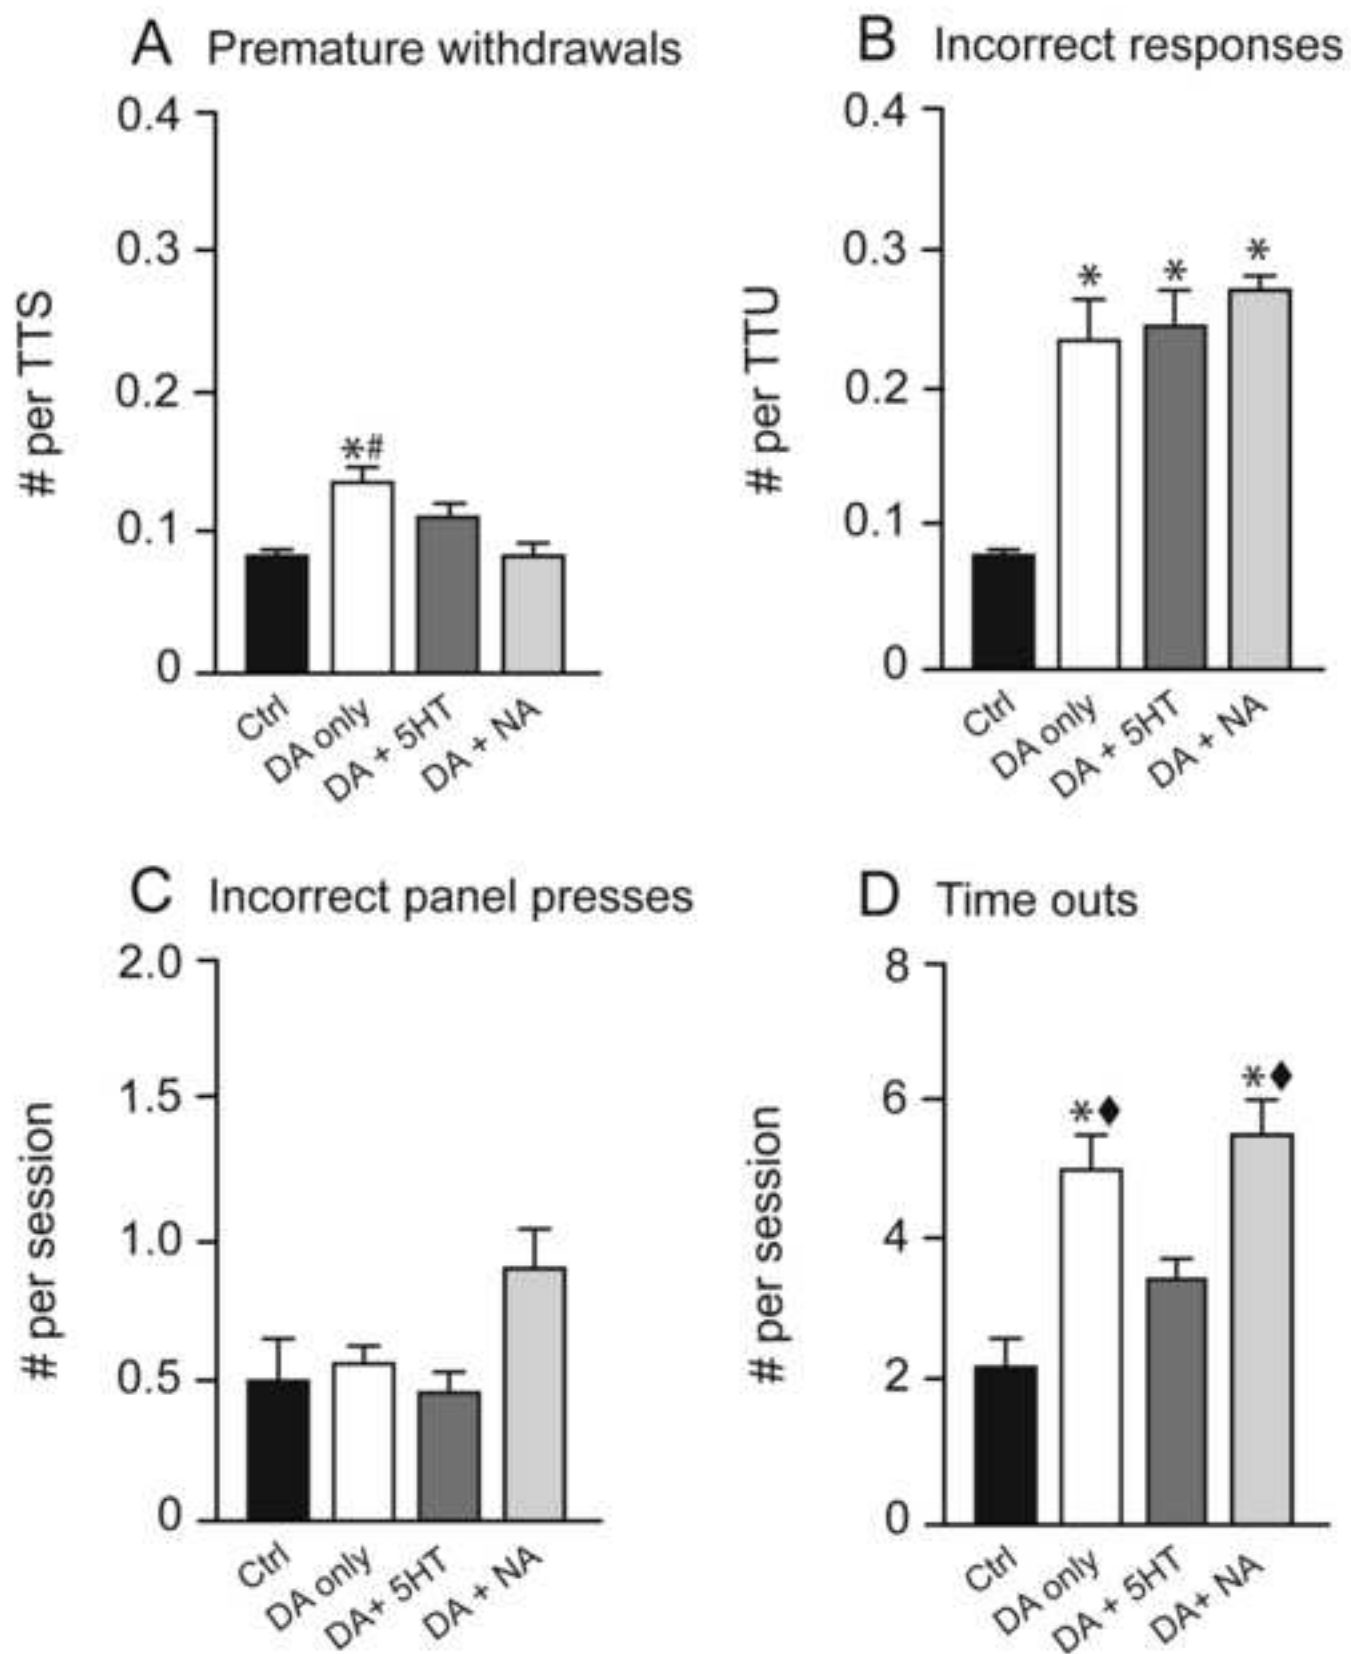 A Premature withdrawals
# per TTS
0.4
0.3
0.2
0.1
0
*#
Ctrl
DA only
DA + 5HT
DA + NA
B Incorrect responses
# per TTU
0.4
0.3
0.2
0.1
0
*
*
*
Ctrl
DA only
DA + 5HT
DA + NA
C Incorrect panel presses
# per session
2.0
1.5
1.0
0.5
0
Ctrl
DA only
DA+ 5HT
DA + NA
D Time outs
# per session
8
6
4
2
0
*♦
*♦
Ctrl
DA only
DA + 5HT
DA+ NA